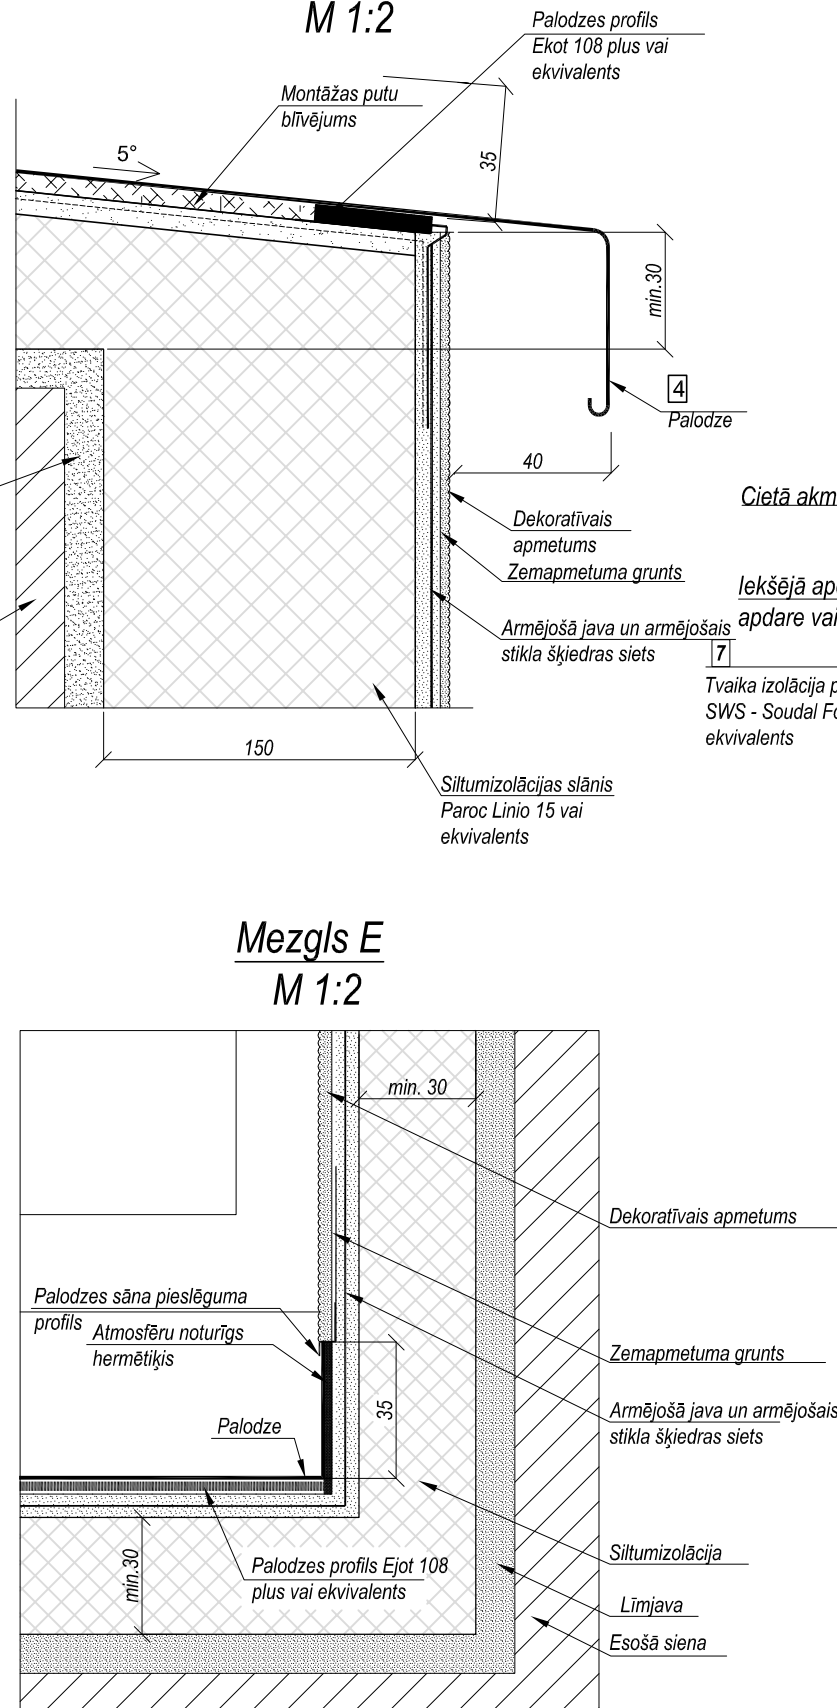 M 1:2
Palodzes profils
Ekot 108 plus vai
ekvivalents
Montāžas putu
blīvējums
5°
35
min.30
4
Palodze
40
Cietā akm
Dekoratīvais
apmetums
Zemapmetuma grunts
Iekšējā ap
apdare vai
Armējošā java un armējošais
stikla šķiedras siets
7
Tvaika izolācija p
SWS - Soudal Fo
ekvivalents
150
Siltumizolācijas slānis
Paroc Linio 15 vai
ekvivalents
Mezgls E
M 1:2
min. 30
Dekoratīvais apmetums
Palodzes sāna pieslēguma
profils
Atmosfēru noturīgs
hermētiķis
Zemapmetuma grunts
35
Armējošā java un armējošais
stikla šķiedras siets
Palodze
Siltumizolācija
min.30
Palodzes profils Ejot 108
plus vai ekvivalents
Līmjava
Esošā siena